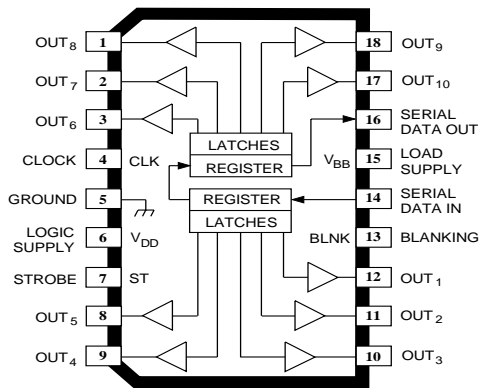 OUT8 1 18 OUT9
OUT7 2 17 OUT10
OUT6 3 16 SERIAL
DATA OUT
LATCHES
REGISTER
CLOCK 4 CLK VBB 15 LOAD
SUPPLY
GROUND 5 REGISTER 14 SERIAL
DATA IN
LATCHES
LOGIC
SUPPLY 6 VDD BLNK 13 BLANKING
STROBE 7 ST 12 OUT1
OUT5 8 11 OUT2
OUT4 9 10 OUT3